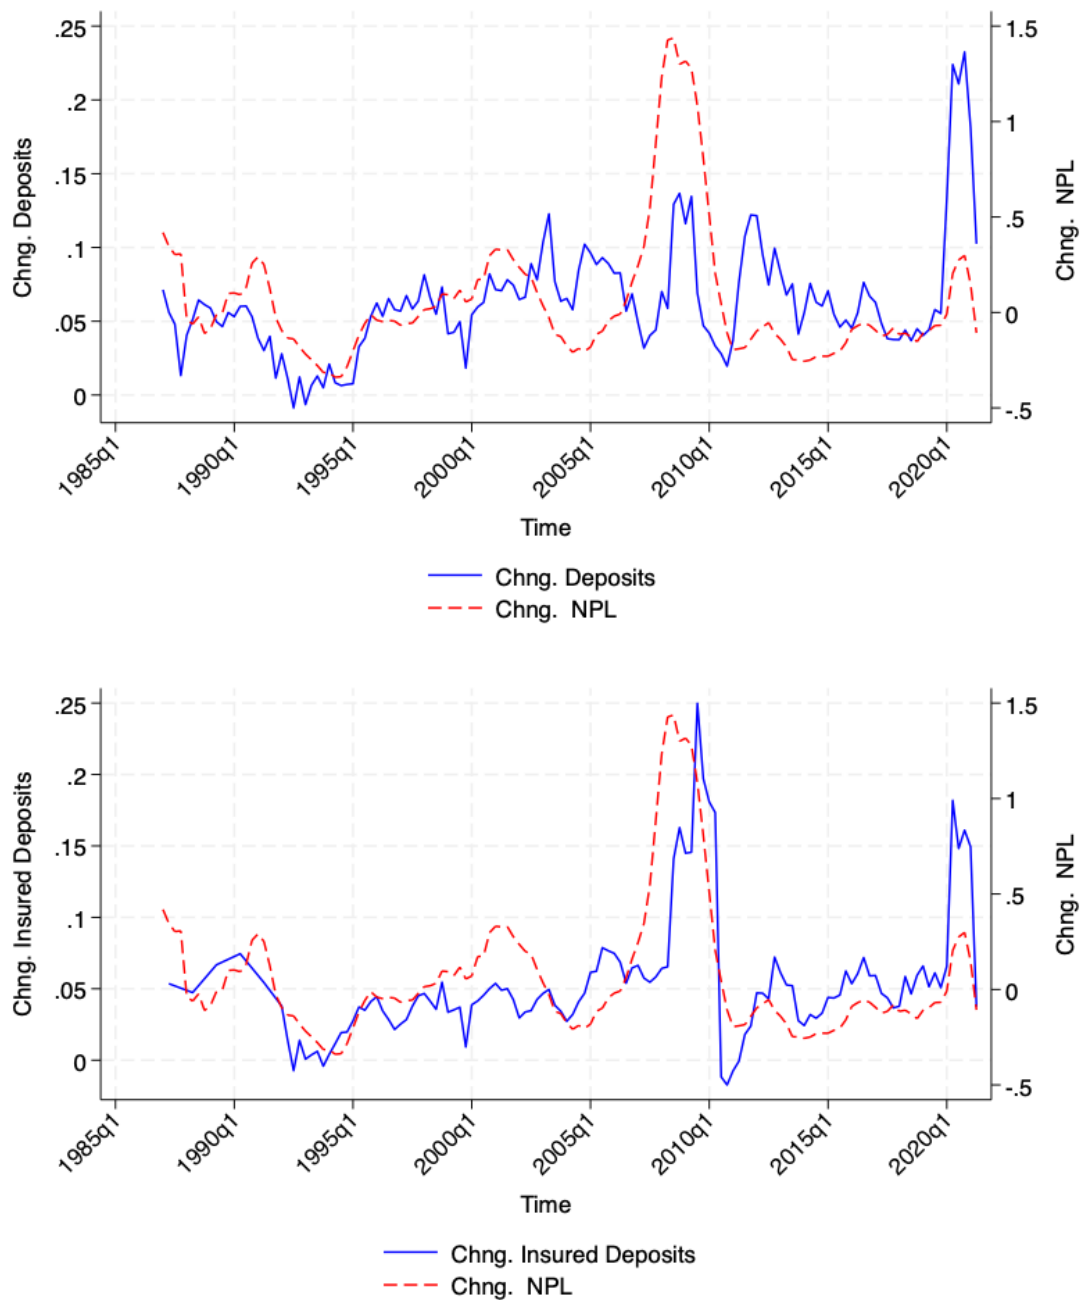 .25
.2
.15
.1
.05
0
Chng. Deposits
1.5
1
.5
0
-.5
Chng.  NPL
1985q1
1990q1
1995q1
2000q1
2005q1
2010q1
2015q1
2020q1
Time
Chng. Deposits
Chng.  NPL
.25
.2
.15
.1
.05
0
Chng. Insured Deposits
1.5
1
.5
0
-.5
Chng.  NPL
1985q1
1990q1
1995q1
2000q1
2005q1
2010q1
2015q1
2020q1
Time
Chng. Insured Deposits
Chng.  NPL